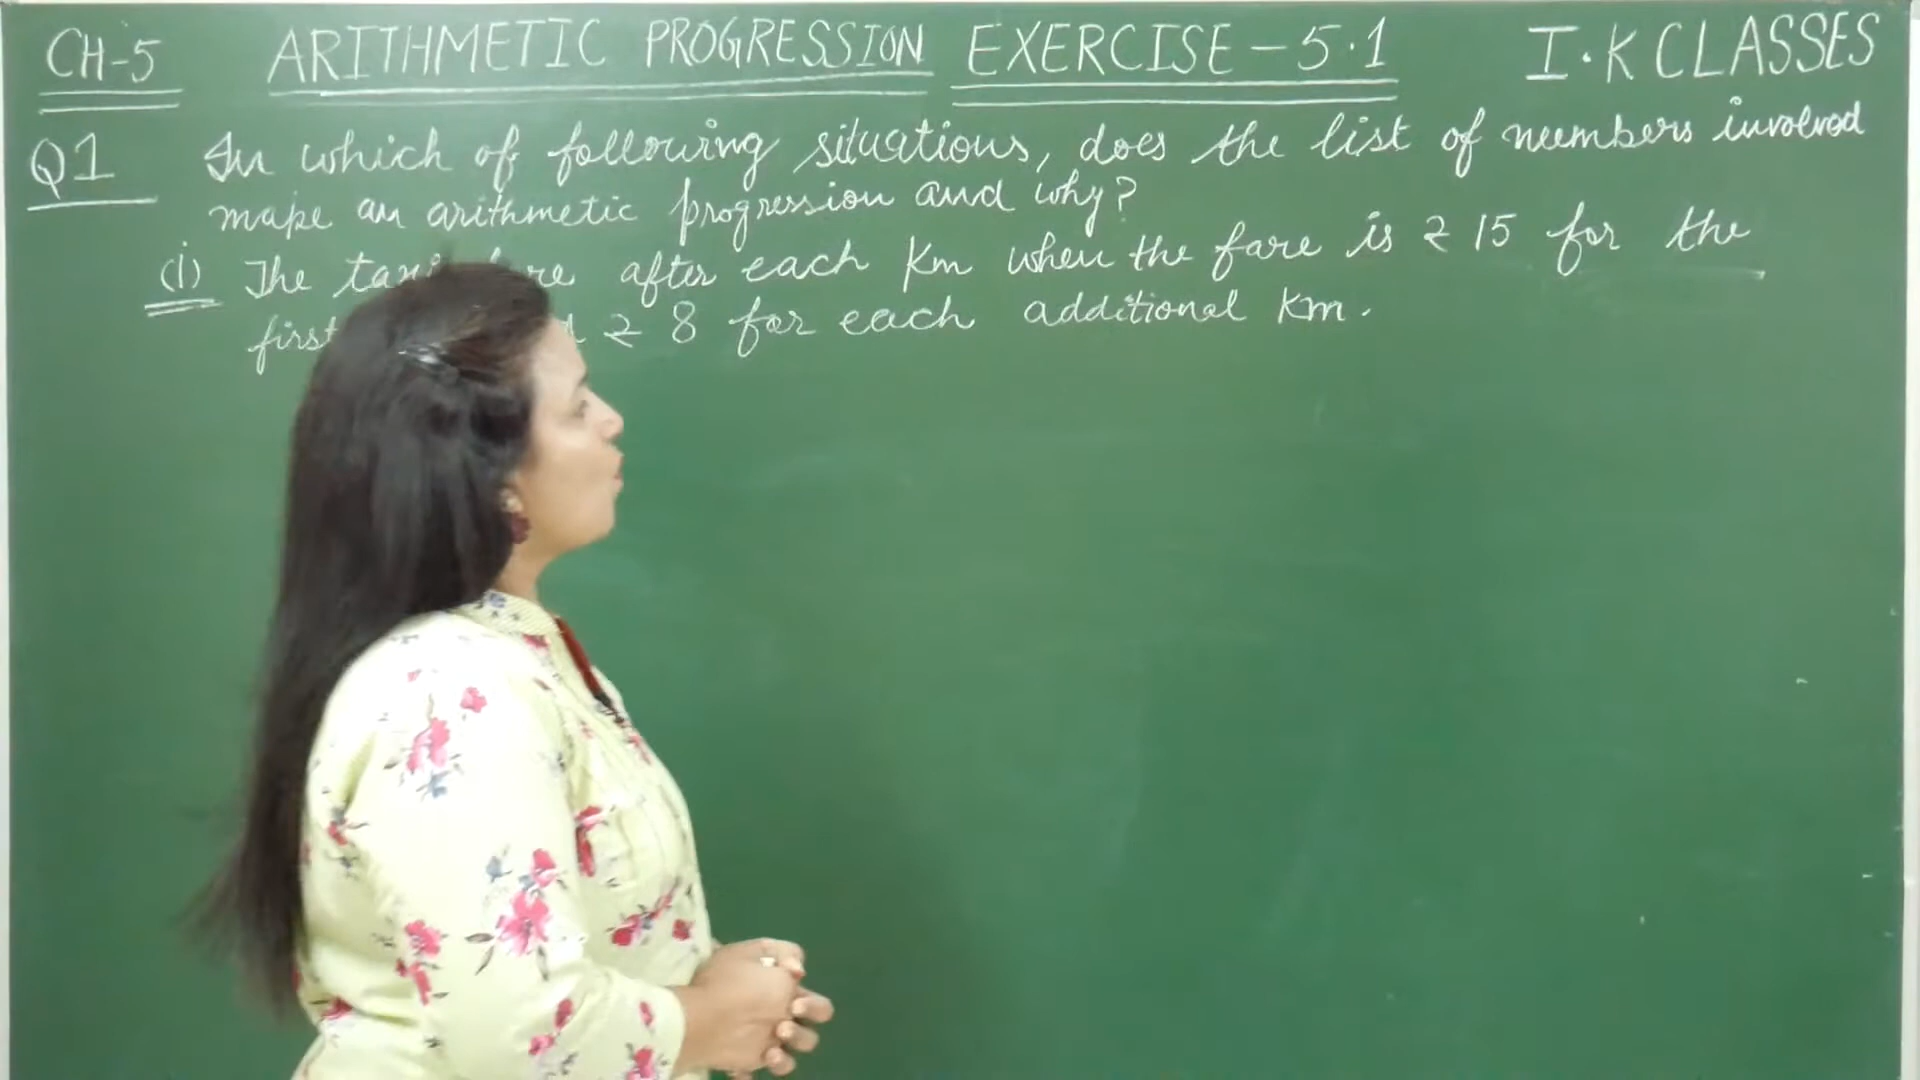 CH-5 ARITHMETIC PROGRESSION EXERCISE-5.1 I.K CLASSES
Q1 In which of following situations, does the list of numbers involved
make an arithmetic progression and why?
(i) The after each Km when the fare is ₹ 15 for the
first ₹ 8 for each additional Km.